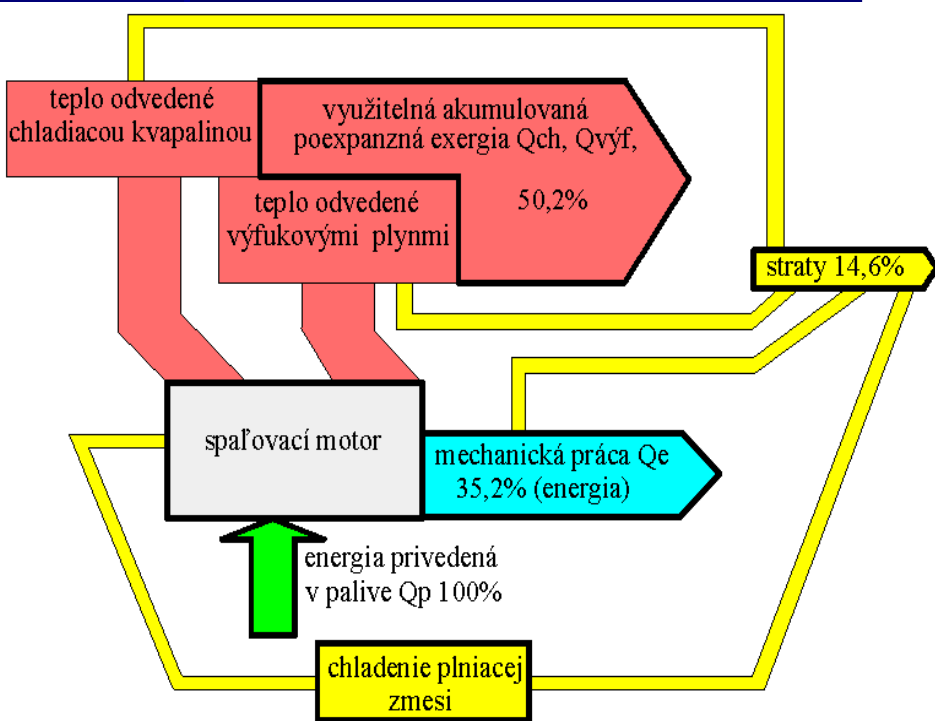 teplo odvedené
chladiacou kvapalinou
využitelná akumulovaná
poexpanzná exergia Qch, Qvýf,
50,2%
teplo odvedené
výfukovými plynmi
straty 14,6%
spaľovací motor
mechanická práca Qe
35,2% (energia)
energia privedená
v palive Qp 100%
chladenie plniacej
zmesi